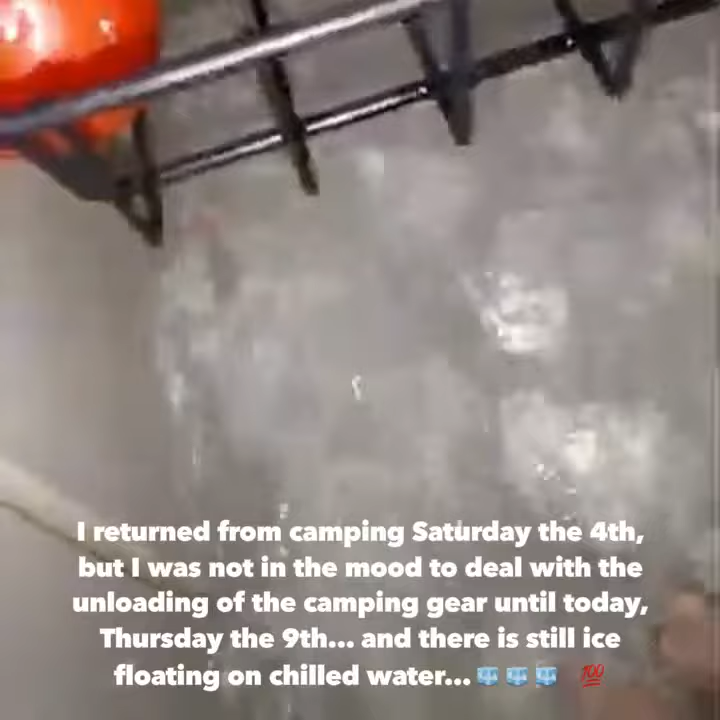 I returned from camping Saturday the 4th,
but I was not in the mood to deal with the
unloading of the camping gear until today,
Thursday the 9th... and there is still ice
floating on chilled water...🧊🧊🧊 💯